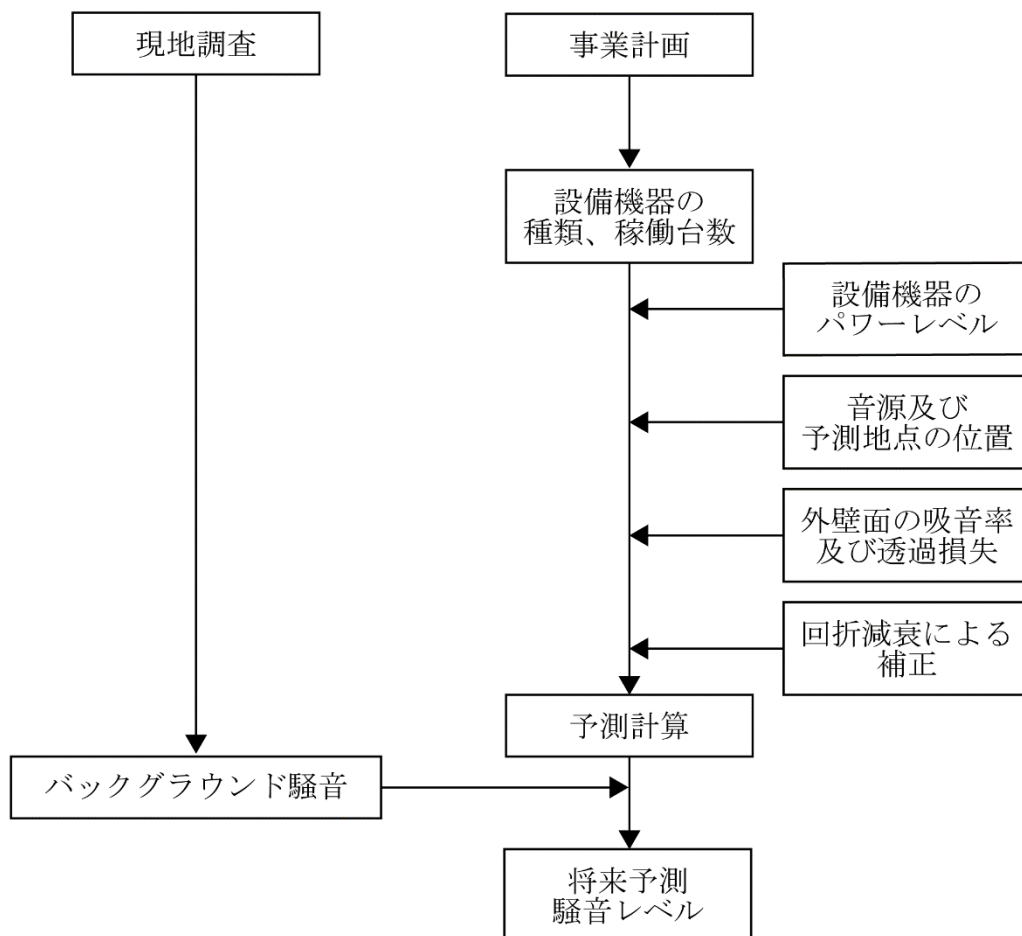 現地調査
事業計画
設備機器の
種類、稼働台数
設備機器の
パワーレベル
音源及び
予測地点の位置
外壁面の吸音率
及び透過損失
回折減衰による
補正
予測計算
バックグラウンド騒音
将来予測
騒音レベル